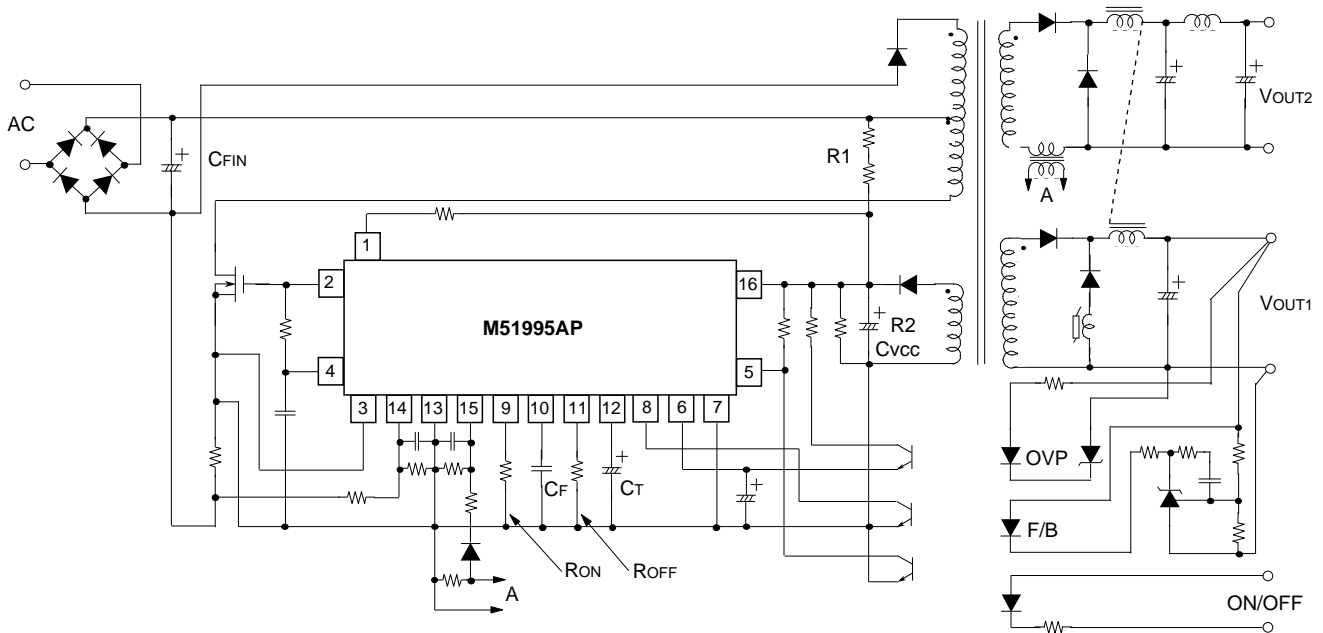 AC
+
CFIN
R1
+
+
VOUT2
A
1
2
16
M51995AP
+
R2
CVCC
+
VOUT1
4
5
3
14
13
15
9
10
11
12
8
6
7
OVP
CF
+
CT
+
F/B
RON
ROFF
A
ON/OFF